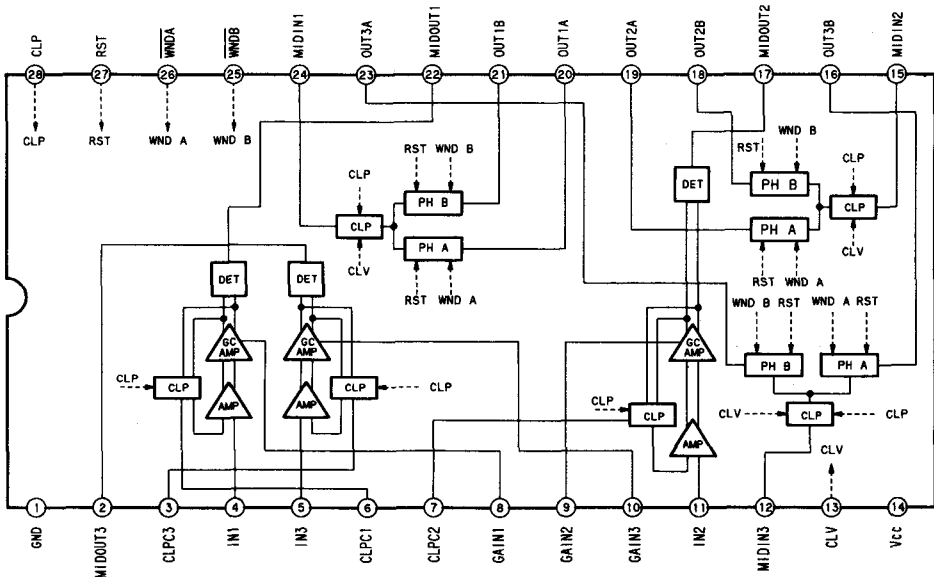 CLP
RST
WNDA
WNDB
MIDIN1
OUT3A
MIDOUT1
OUT1B
OUT1A
OUT2A
OUT2B
MIDOUT2
OUT3B
MIDIN2
28 27 26 25 24 23 22 21 20 19 18 17 16 15
CLP RST WND A WND B
RST WND B
CLP
PH B
CLP
PH A
CLV
RST WND A
WND B
RST
CLP
DET
PH B
CLP
PH A
CLV
RST WND A
WND B RST WND A RST
DET DET
GC AMP
GC AMP
GC AMP
PH B PH A
CLP CLP CLP CLP
AMP AMP
CLP CLP
CLV CLP CLP
AMP
CLV
1 2 3 4 5 6 7 8 9 10 11 12 13 14
GND
MIDOUT3
CLPC3
IN1
IN3
CLPC1
CLPC2
GAIN1
GAIN2
GAIN3
IN2
MIDIN3
CLV
Vcc